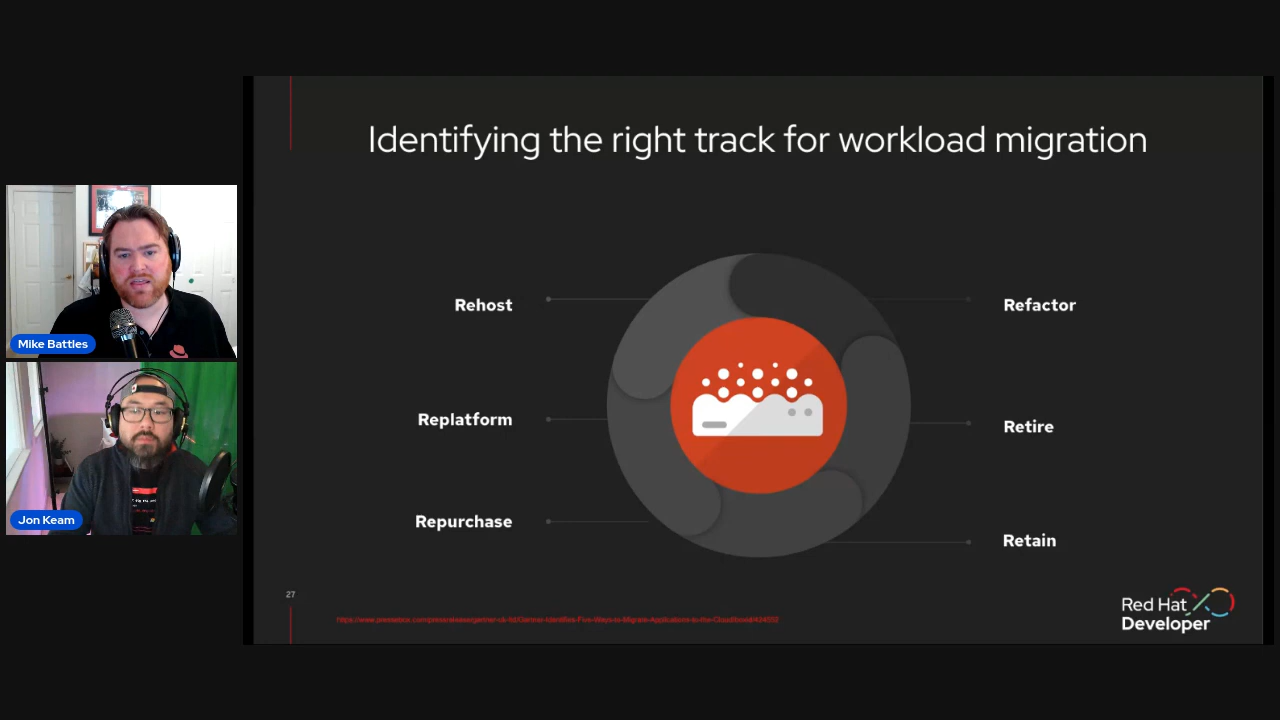 Identifying the right track for workload migration
Mike Battles
Jon Keam
Rehost
Replatform
Repurchase
Refactor
Retire
Retain
27
Red Hat
Developer